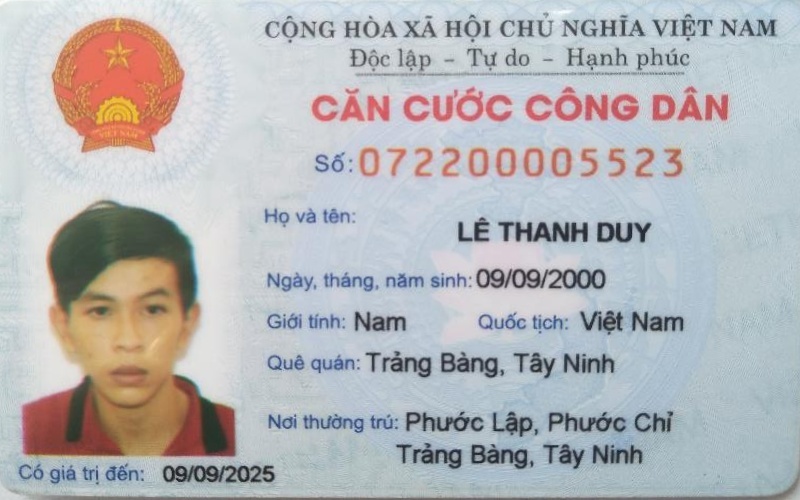 CỘNG HÒA XÃ HỘI CHỦ NGHĨA VIỆT NAM
Độc lập - Tự do - Hạnh phúc
CĂN CƯỚC CÔNG DÂN
Số: 072200005523
Họ và tên: LÊ THANH DUY
Ngày, tháng, năm sinh: 09/09/2000
Giới tính: Nam Quốc tịch: Việt Nam
Quê quán: Trảng Bàng, Tây Ninh
Nơi thường trú: Phước Lập, Phước Chỉ
Trảng Bàng, Tây Ninh
Có giá trị đến: 09/09/2025